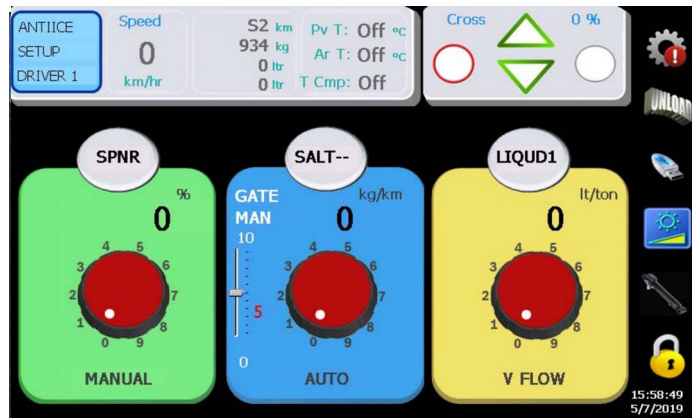 ANTIICE
SETUP
DRIVER 1
Speed
0
km/hr
S2 km
934 kg
0 ltr
0 ltr
Pv T: Off ºc
Ar T: Off ºc
T Cmp: Off
Cross
0 %
UNLOAD
SPNR
%
0
0 1 2 3 4 5 6 7 8 9
MANUAL
SALT--
kg/km
GATE
MAN
0
10
5
0
0 1 2 3 4 5 6 7 8 9
AUTO
LIQUD1
lt/ton
0
0 1 2 3 4 5 6 7 8 9
V FLOW
1
15:58:49
5/7/2019